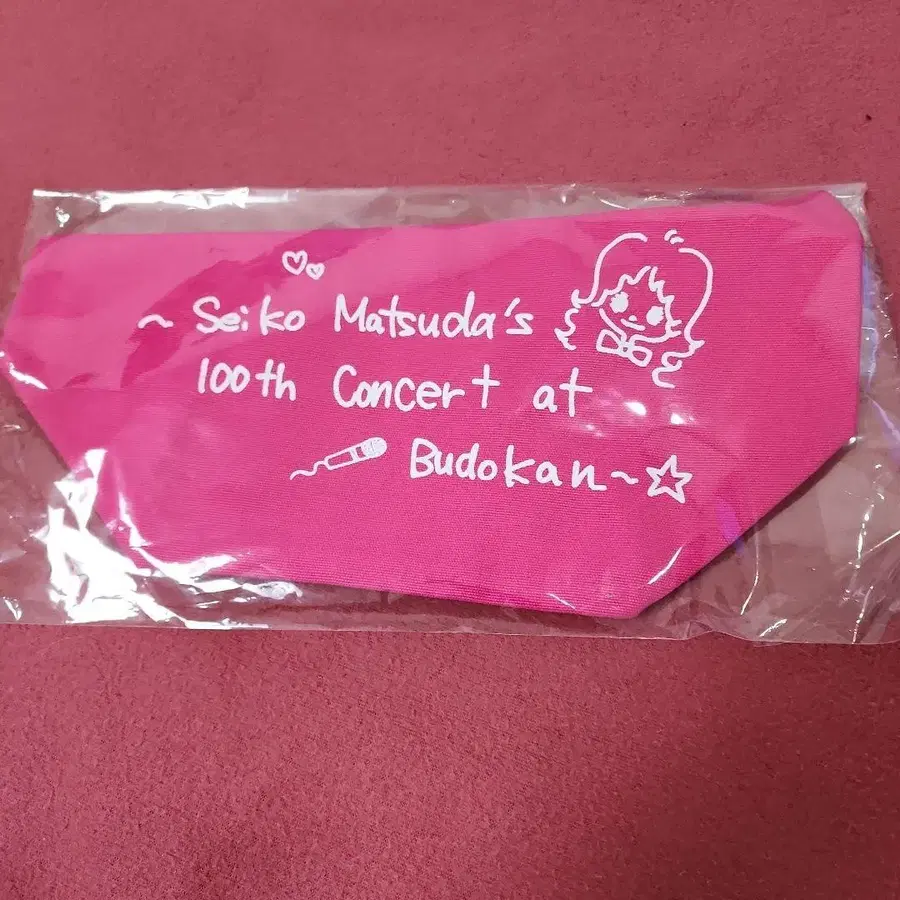 ~ Seiko Matsuda's
100th Concert at
Budokan~☆